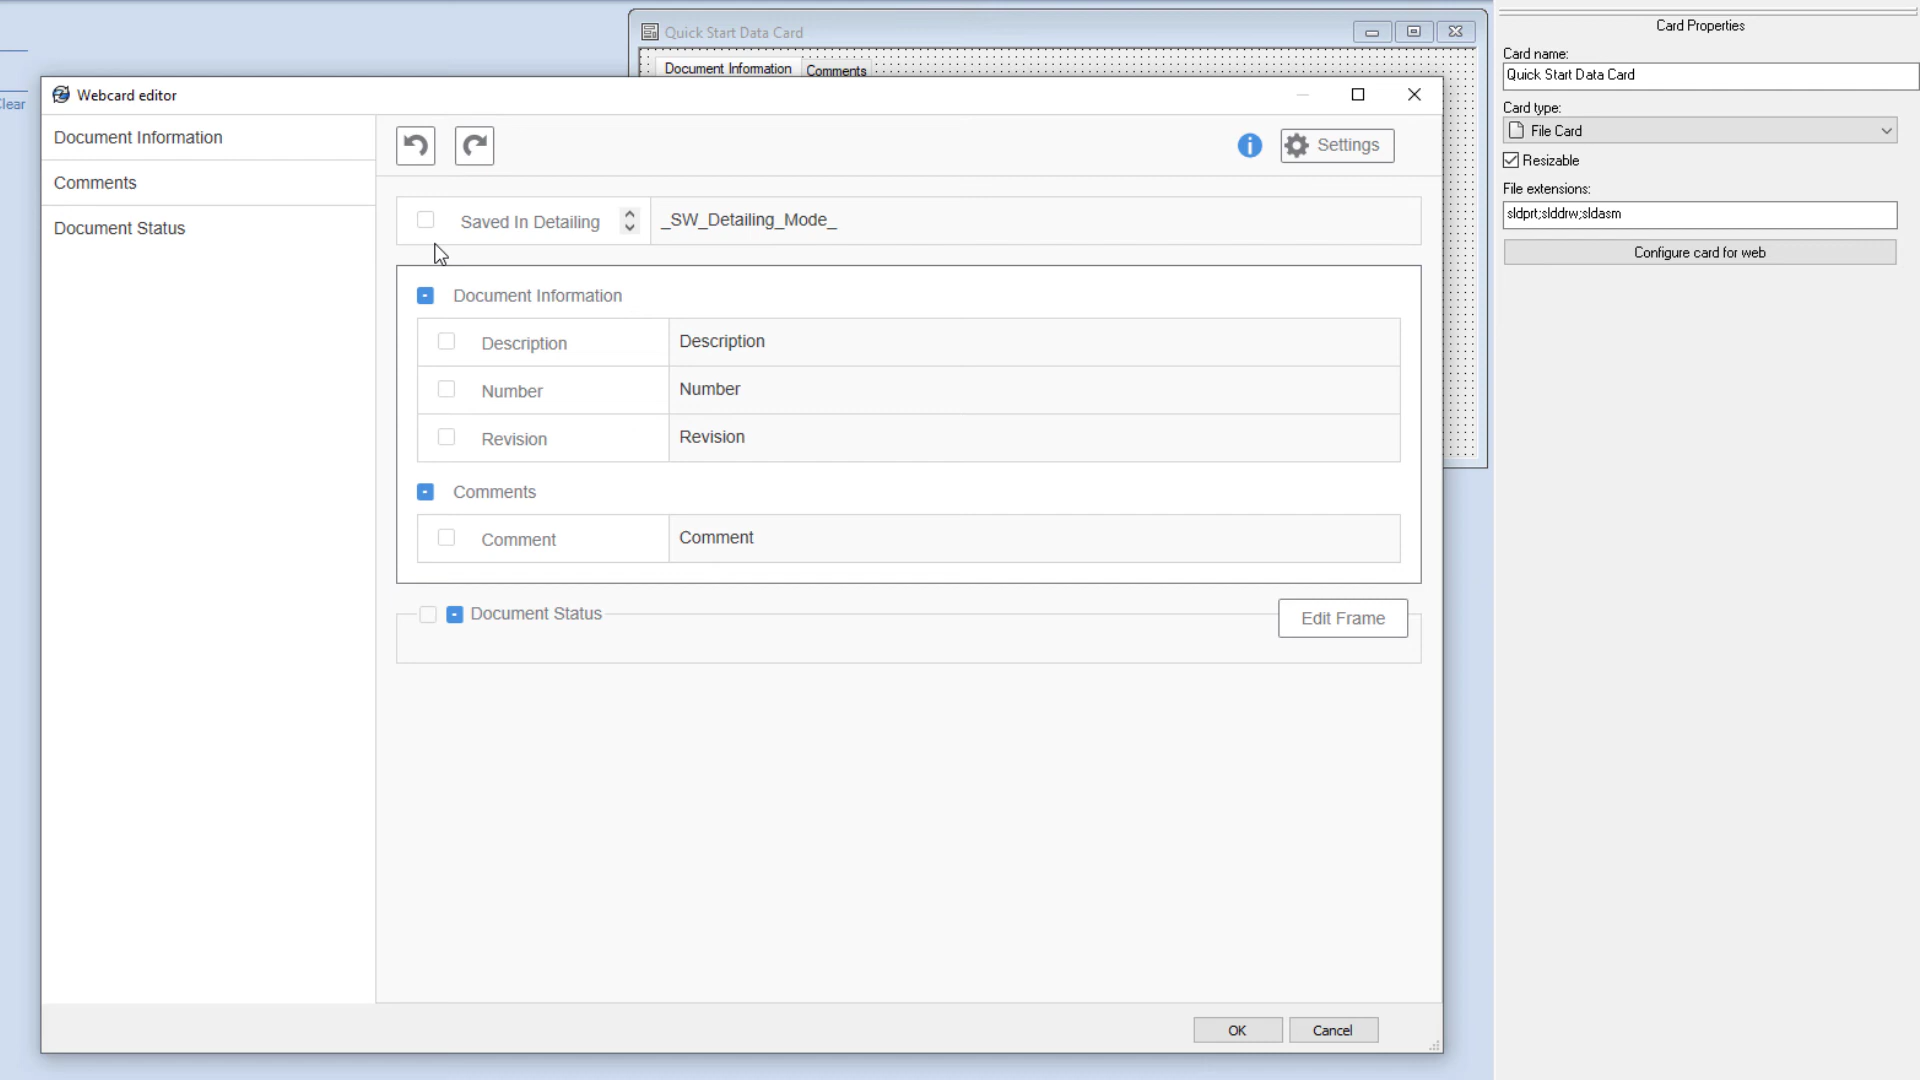 Quick Start Data Card
Document Information
Comments
Card Properties
Card name:
Quick Start Data Card
Card type:
File Card
Resizable
File extensions:
sldprt;slddrw;sldasm
Configure card for web
Clear
Webcard editor
Document Information
Comments
Document Status
Settings
Saved In Detailing
_SW_Detailing_Mode_
Document Information
Description
Description
Number
Number
Revision
Revision
Comments
Comment
Comment
Document Status
Edit Frame
OK
Cancel